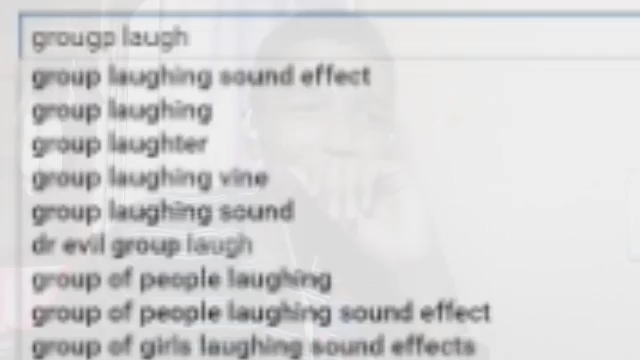 grougp laugh
group laughing sound effect
group laughing
group laughter
group laughing vine
group laughing sound
dr evil group laugh
group of people laughing
group of people laughing sound effect
group of girls laughing sound effects